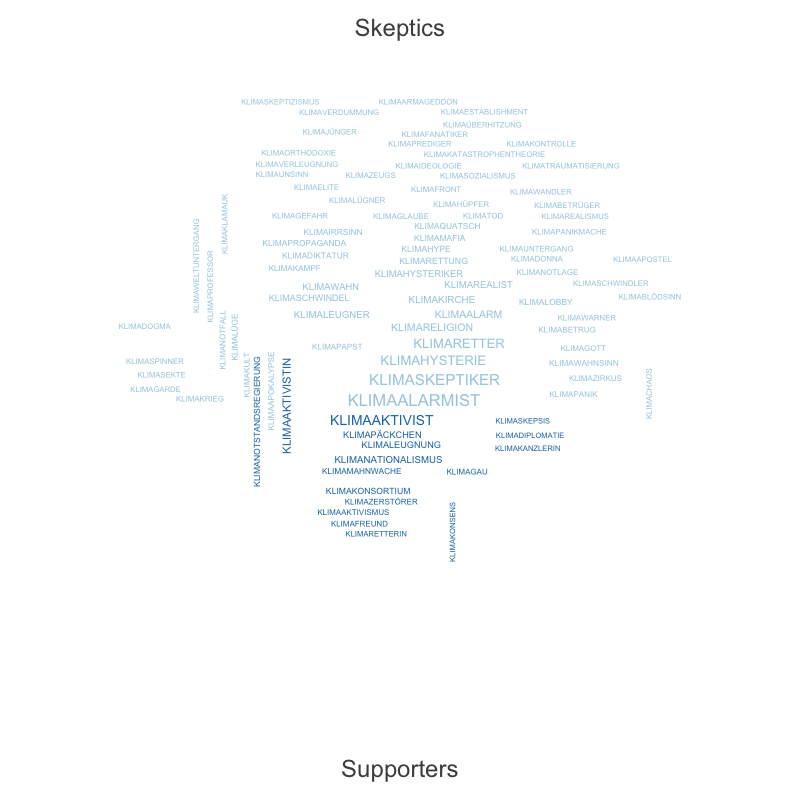 Skeptics
KLIMASKEPTIZISMUS
KLIMAARMAGEDDON
KLIMAVERDUMMUNG
KLIMAESTABLISHMENT
KLIMAÜBERHITZUNG
KLIMAJÜNGER
KLIMAFANATIKER
KLIMAPREDIGER
KLIMAKONTROLLE
KLIMAORTHODOXIE
KLIMAKATASTROPHENTHEORIE
KLIMAVERLEUGNUNG
KLIMAIDEOLOGIE
KLIMATRAUMATISIERUNG
KLIMAUNSINN
KLIMAZEUGS
KLIMASOZIALISMUS
KLIMAELITE
KLIMAFRONT
KLIMAWANDLER
KLIMALÜGNER
KLIMAHÜPFER
KLIMABETRÜGER
KLIMAGEFAHR
KLIMAGLAUBE
KLIMATOD
KLIMAREALISMUS
KLIMAKLAMAUK
KLIMAQUATSCH
KLIMAIRRSINN
KLIMAPANIKMACHE
KLIMAMAFIA
KLIMAPROPAGANDA
KLIMAHYPE
KLIMAUNTERGANG
KLIMADIKTATUR
KLIMARETTUNG
KLIMADONNA
KLIMAAPOSTEL
KLIMAWELTUNTERGANG
KLIMAPROFESSOR
KLIMAKAMPF
KLIMAHYSTERIKER
KLIMANOTLAGE
KLIMAWAHN
KLIMAREALIST
KLIMASCHWINDLER
KLIMASCHWINDEL
KLIMAKIRCHE
KLIMALOBBY
KLIMABLÖDSINN
KLIMALEUGNER
KLIMAALARM
KLIMAWARNER
KLIMADOGMA
KLIMARELIGION
KLIMABETRUG
KLIMANOTFALL
KLIMALÜGE
KLIMAPAPST
KLIMARETTER
KLIMAGOTT
KLIMASPINNER
KLIMAHYSTERIE
KLIMAWAHNSINN
KLIMASEKTE
KLIMASKEPTIKER
KLIMAZIRKUS
KLIMAGARDE
KLIMAKULT
KLIMAAPOKALYPSE
KLIMAKRIEG
KLIMAALARMIST
KLIMAPANIK
KLIMACHAOS
KLIMANOTSTANDSREGIERUNG
KLIMAAKTIVISTIN
KLIMAAKTIVIST
KLIMASKEPSIS
KLIMAPÄCKCHEN
KLIMADIPLOMATIE
KLIMALEUGNUNG
KLIMAKANZLERIN
KLIMANATIONALISMUS
KLIMAMAHNWACHE
KLIMAGAU
KLIMAKONSORTIUM
KLIMAZERSTÖRER
KLIMAAKTIVISMUS
KLIMAFREUND
KLIMARETTERIN
KLIMAKONSENS
Supporters